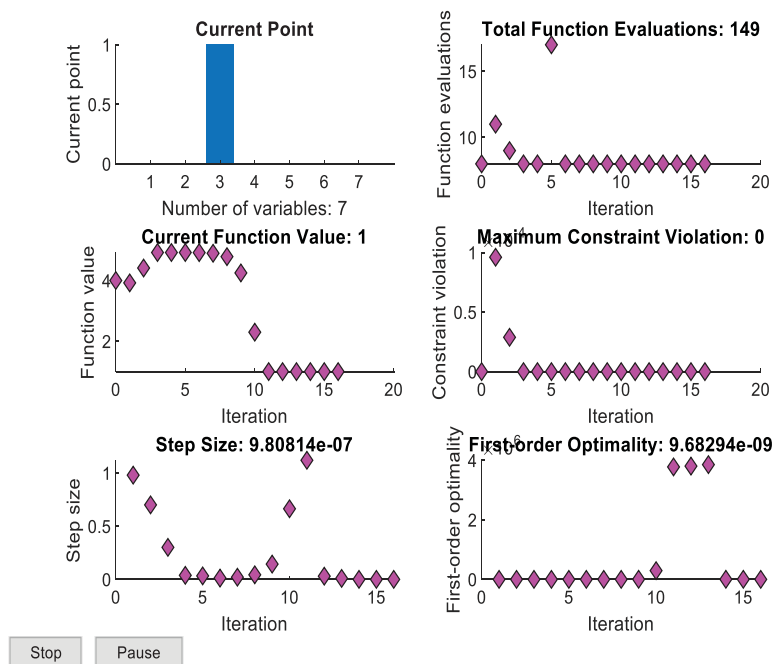 Current Point
Current point
1
0.5
0
1 2 3 4 5 6 7
Number of variables: 7
Total Function Evaluations: 149
Function evaluations
15
10
0 5 10 15 20
Iteration
Current Function Value: 1
Function value
4
2
0 5 10 15 20
Iteration
Maximum Constraint Violation: 0
Constraint violation
1
0.5
0
0 5 10 15 20
Iteration
Step Size: 9.80814e-07
Step size
1
0.5
0
0 5 10 15
Iteration
First-order Optimality: 9.68294e-09
First-order optimality
4
2
0
0 5 10 15
Iteration
Stop
Pause